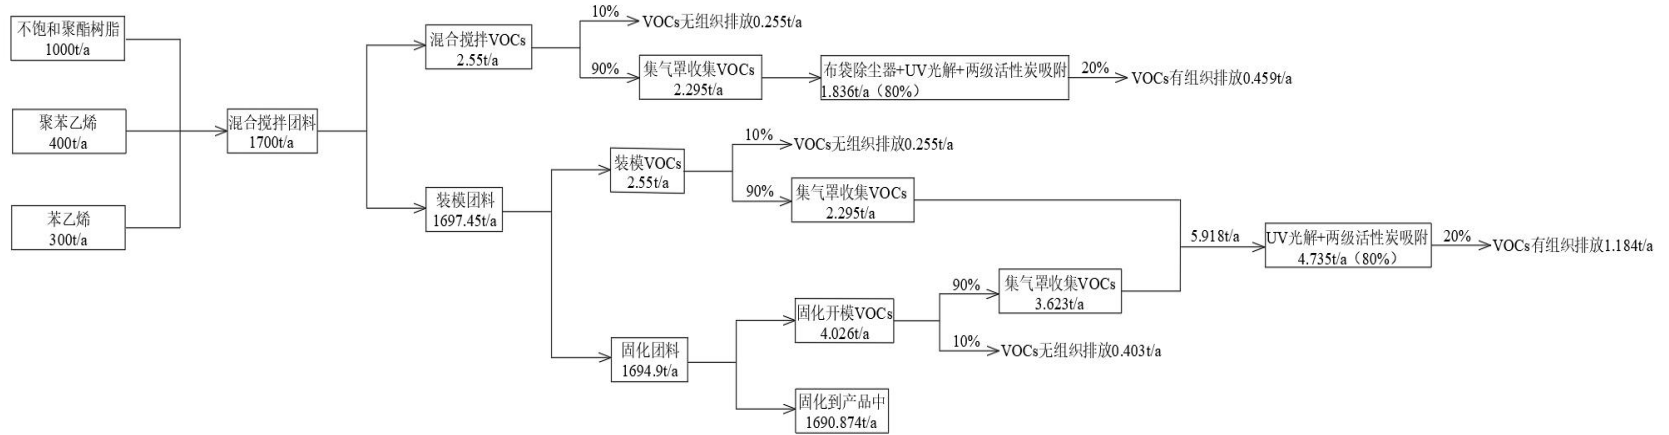 不饱和聚酯树脂
1000t/a
聚苯乙烯
400t/a
苯乙烯
300t/a
混合搅拌团料
1700t/a
混合搅拌VOCs
2.55t/a
10%
VOCs无组织排放0.255t/a
90%
集气罩收集VOCs
2.295t/a
布袋除尘器+UV光解+两级活性炭吸附
1.836t/a（80%）
20%
VOCs有组织排放0.459t/a
装模团料
1697.45t/a
装模VOCs
2.55t/a
10%
VOCs无组织排放0.255t/a
90%
集气罩收集VOCs
2.295t/a
固化团料
1694.9t/a
固化开模VOCs
4.026t/a
90%
集气罩收集VOCs
3.623t/a
10%
VOCs无组织排放0.403t/a
固化到产品中
1690.874t/a
5.918t/a
UV光解+两级活性炭吸附
4.735t/a（80%）
20%
VOCs有组织排放1.184t/a